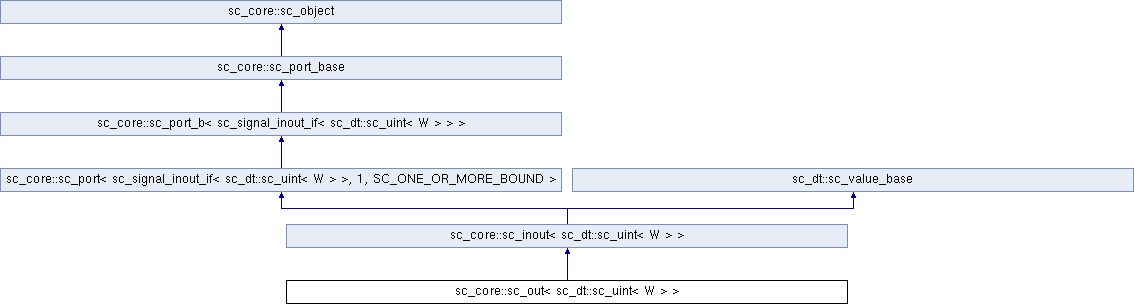 sc_core::sc_object
sc_core::sc_port_base
sc_core::sc_port_b< sc_signal_inout_if< sc_dt::sc_uint< W > > >
sc_core::sc_port< sc_signal_inout_if< sc_dt::sc_uint< W > >, 1, SC_ONE_OR_MORE_BOUND >
sc_dt::sc_value_base
sc_core::sc_inout< sc_dt::sc_uint< W > >
sc_core::sc_out< sc_dt::sc_uint< W > >